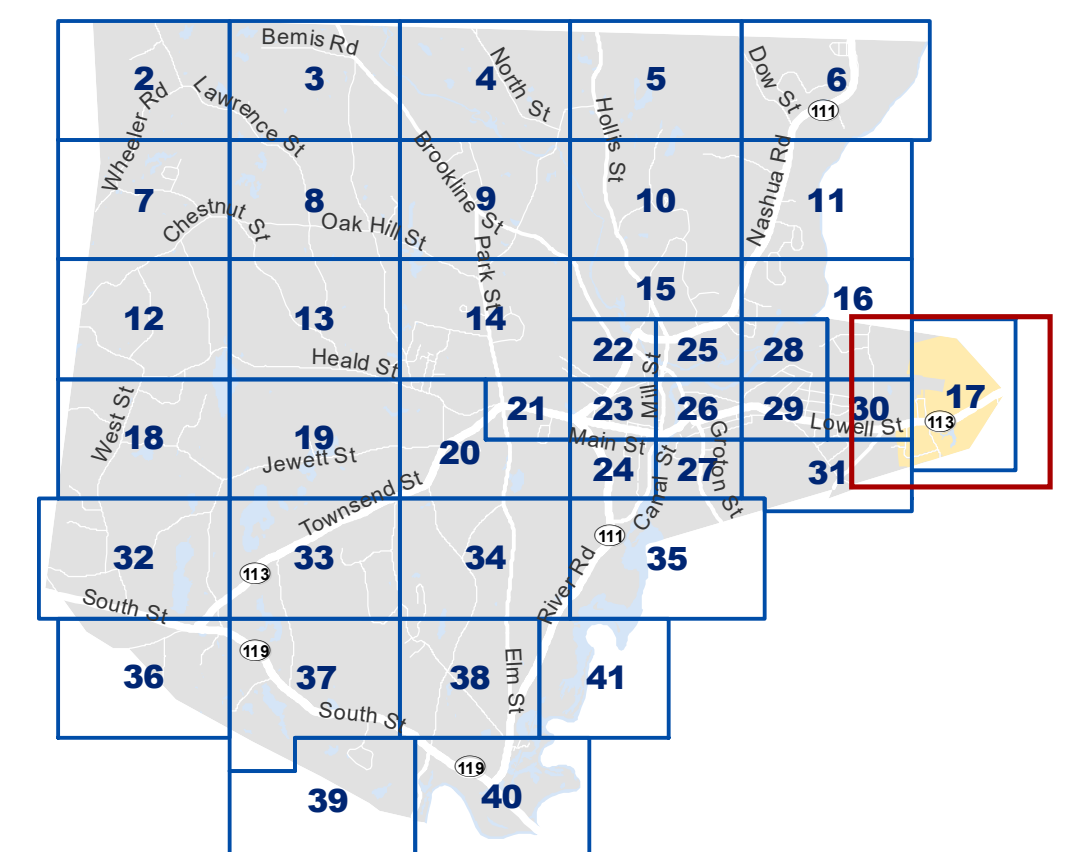 Bemis Rd
2
3
4
North St
5
Dow St
6
Lawrence St
111
Wheeler Rd
Hollis St
Brookline St
Nashua Rd
7
8
9
10
11
Chestnut St
Oak Hill St
Park St
15
16
12
13
14
22
25
28
Heald St
Mill St
17
21
23
26
29
30
113
West St
18
19
20
Main St
Lowell St
Jewett St
24
27
Groton St
31
Townsend St
Canal St
111
32
33
34
35
113
River Rd
South St
119
36
37
38
Elm St
41
South St
119
39
40